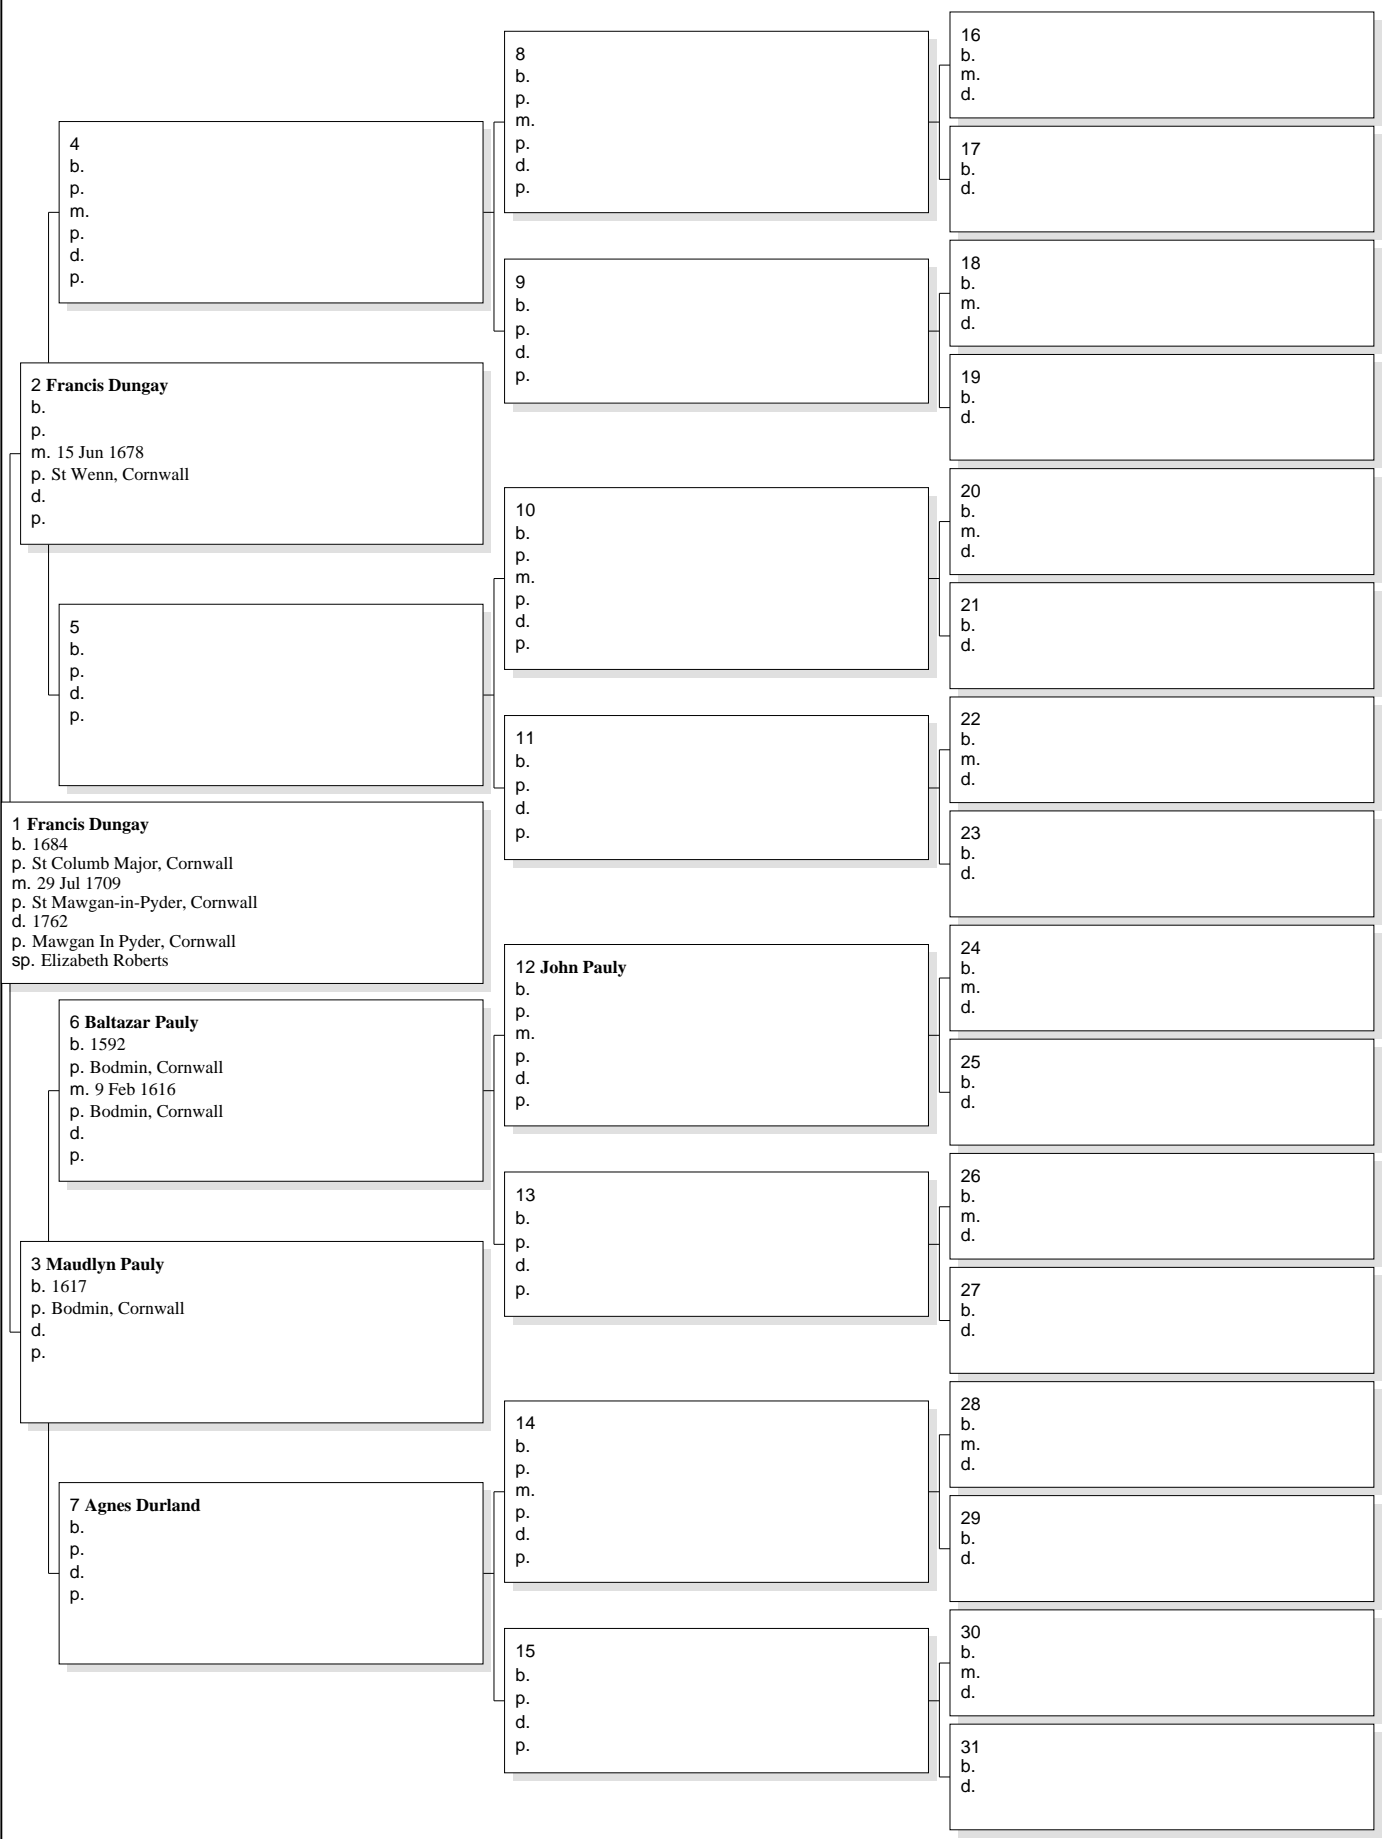 16
b.
m.
d.
8
b.
p.
m.
p.
d.
p.
17
b.
d.
4
b.
p.
m.
p.
d.
p.
18
b.
m.
d.
9
b.
p.
d.
p.
19
b.
d.
2 Francis Dungay
b.
p.
m. 15 Jun 1678
p. St Wenn, Cornwall
d.
p.
20
b.
m.
d.
10
b.
p.
m.
p.
d.
p.
21
b.
d.
5
b.
p.
d.
p.
22
b.
m.
d.
11
b.
p.
d.
p.
23
b.
d.
1 Francis Dungay
b. 1684
p. St Columb Major, Cornwall
m. 29 Jul 1709
p. St Mawgan-in-Pyder, Cornwall
d. 1762
p. Mawgan In Pyder, Cornwall
sp. Elizabeth Roberts
24
b.
m.
d.
12 John Pauly
b.
p.
m.
p.
d.
p.
25
b.
d.
6 Baltazar Pauly
b. 1592
p. Bodmin, Cornwall
m. 9 Feb 1616
p. Bodmin, Cornwall
d.
p.
26
b.
m.
d.
13
b.
p.
d.
p.
27
b.
d.
3 Maudlyn Pauly
b. 1617
p. Bodmin, Cornwall
d.
p.
28
b.
m.
d.
14
b.
p.
m.
p.
d.
p.
29
b.
d.
7 Agnes Durland
b.
p.
d.
p.
30
b.
m.
d.
15
b.
p.
d.
p.
31
b.
d.